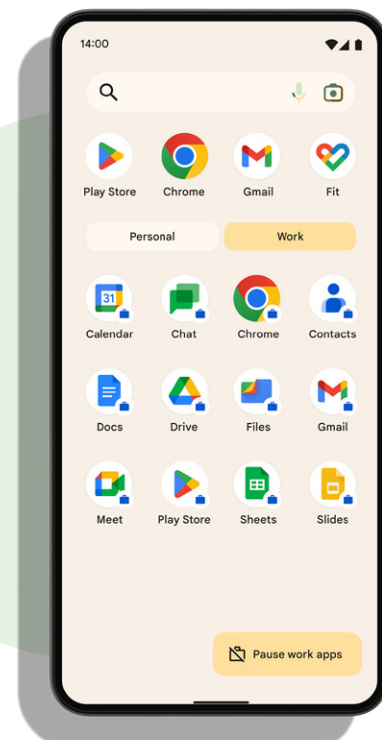 14:00
Play Store Chrome Gmail Fit
Personal Work
31
Calendar Chat Chrome Contacts
Docs Drive Files Gmail
Meet Play Store Sheets Slides
Pause work apps